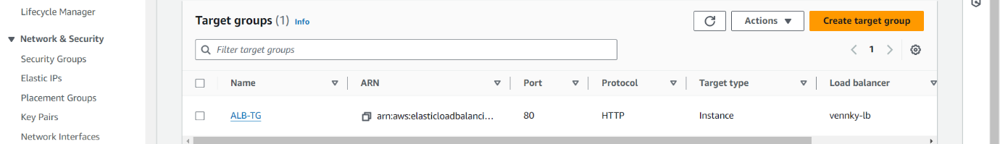 Lifecycle Manager
Network & Security
Security Groups
Elastic IPs
Placement Groups
Key Pairs
Network Interfaces
Target groups (1) Info
Actions
Create target group
Filter target groups
1
Name ARN Port Protocol Target type Load balancer
ALB-TG arn:aws:elasticloadbalanci... 80 HTTP Instance vennky-lb